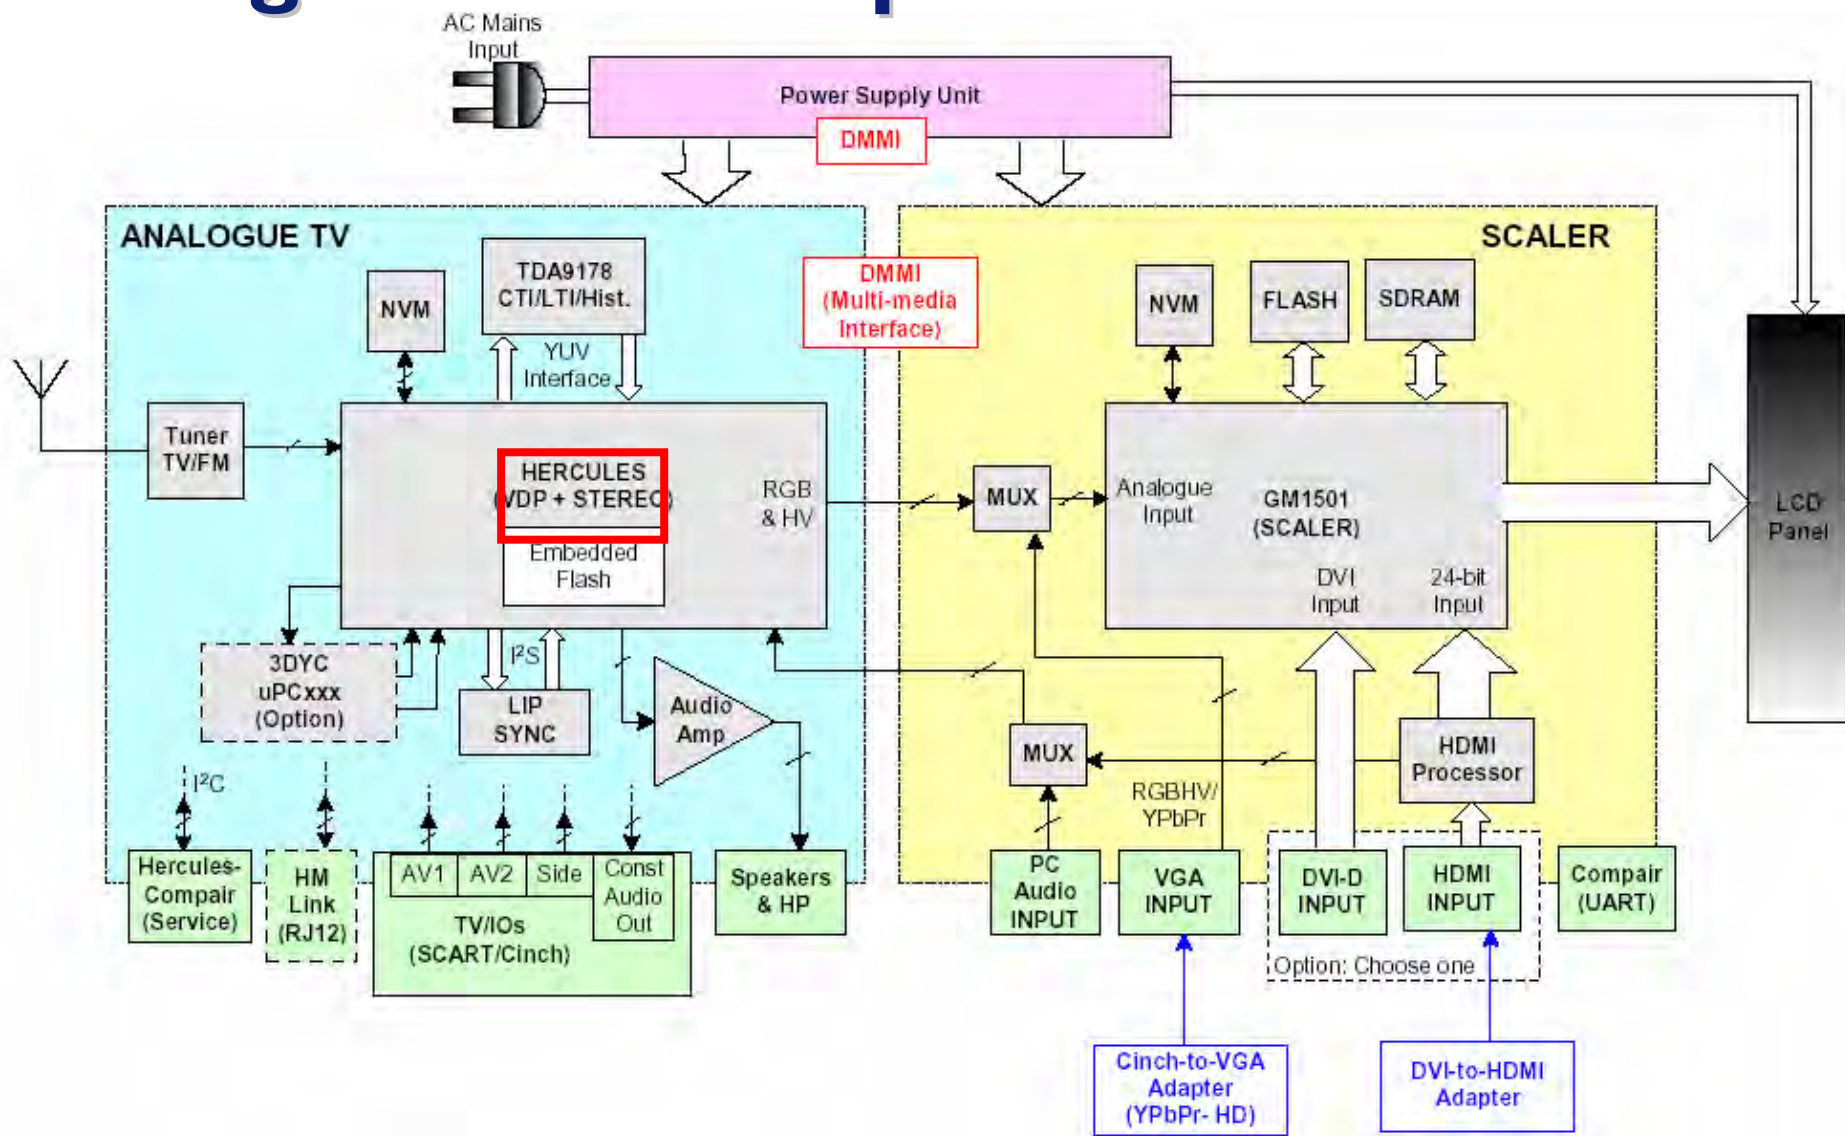 AC Mains
Input
Power Supply Unit
DMMI
ANALOGUE TV
SCALER
DMMI
(Multi-media
Interface)
NVM
TDA9178
CTI/LTI/Hist.
YUV
Interface
NVM
FLASH
SDRAM
Tuner
TV/FM
HERCULES
(VDP + STEREO)
Embedded
Flash
RGB
& HV
MUX
Analogue
Input
GM1501
(SCALER)
DVI
Input
24-bit
Input
LCD
Panel
3DYC
uPCxxx
(Option)
I²S
LIP
SYNC
Audio
Amp
MUX
HDMI
Processor
RGBHV/
YPbPr
I²C
Hercules-
Compair
(Service)
HM
Link
(RJ12)
AV1
AV2
Side
Const
Audio
Out
TV/IOs
(SCART/Cinch)
Speakers
& HP
PC
Audio
INPUT
VGA
INPUT
DVI-D
INPUT
HDMI
INPUT
Compair
(UART)
Option: Choose one
Cinch-to-VGA
Adapter
(YPbPr- HD)
DVI-to-HDMI
Adapter